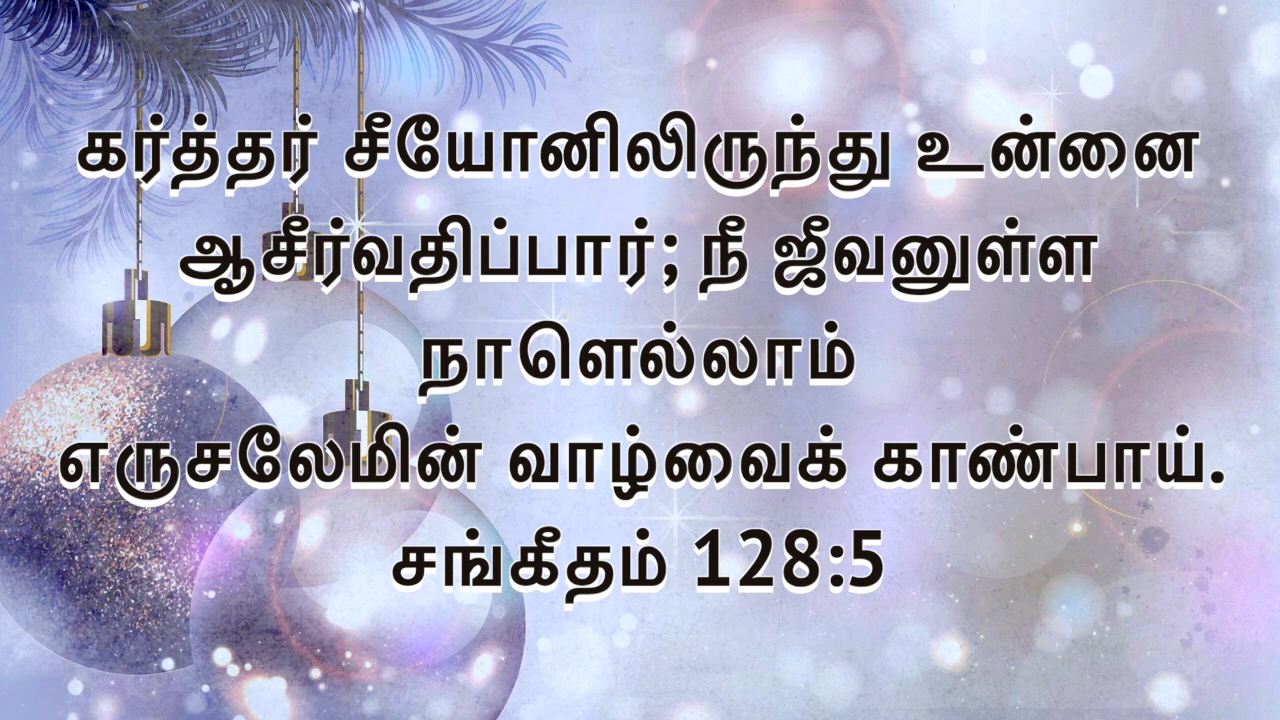 கர்த்தர் சீயோனிலிருந்து உன்னை
ஆசீர்வதிப்பார்; நீ ஜீவனுள்ள
நாளெல்லாம்
எருசலேமின் வாழ்வைக் காண்பாய்.
சங்கீதம் 128:5